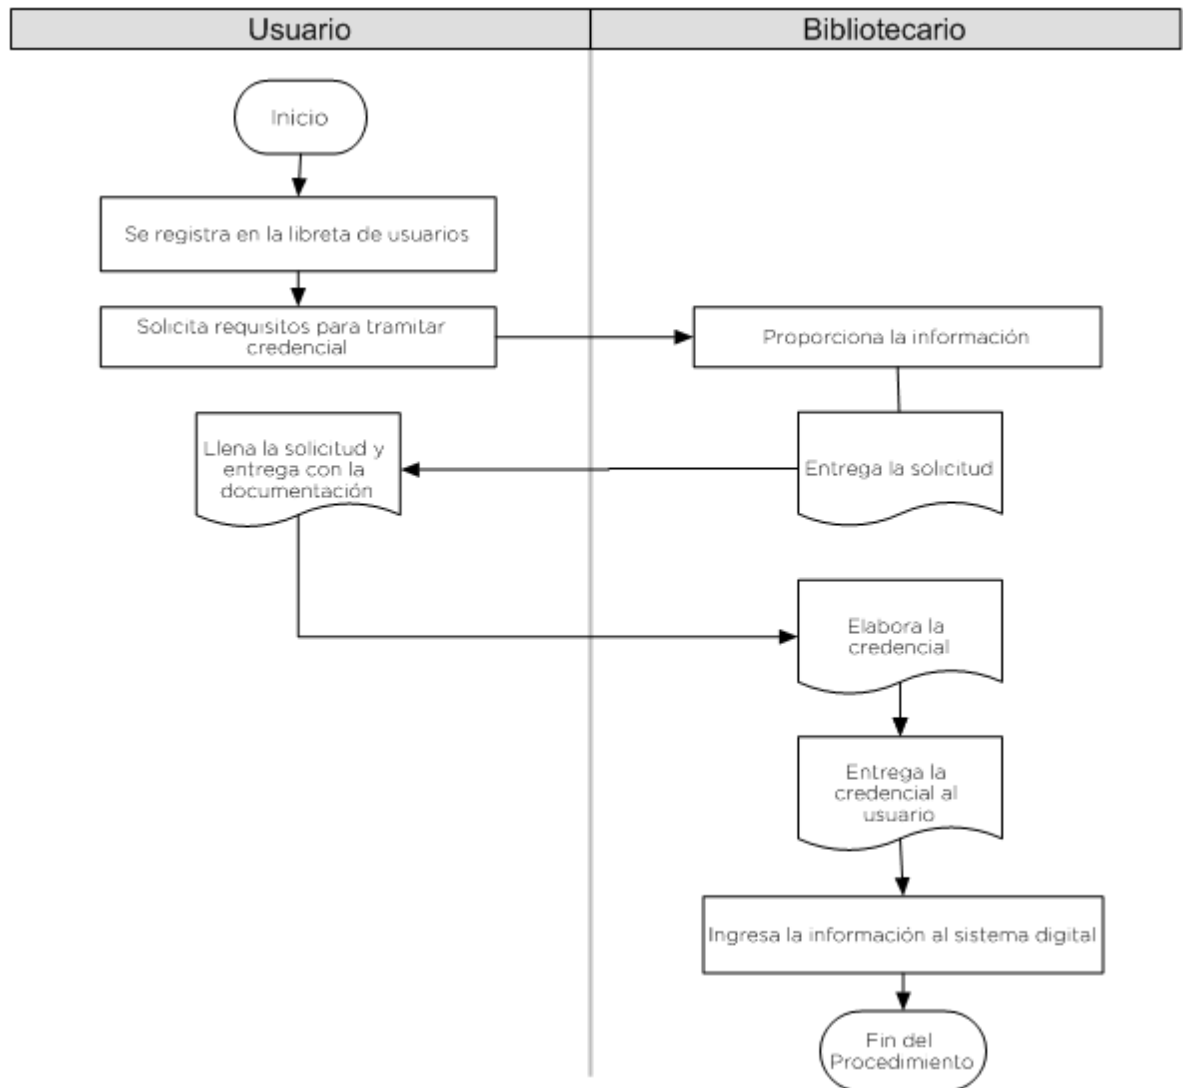 Usuario
Bibliotecario
Inicio
Se registra en la libreta de usuarios
Solicita requisitos para tramitar
credencial
Proporciona la información
Entrega la solicitud
Llena la solicitud y
entrega con la
documentación
Elabora la
credencial
Entrega la
credencial al
usuario
Ingresa la información al sistema digital
Fin del
Procedimiento